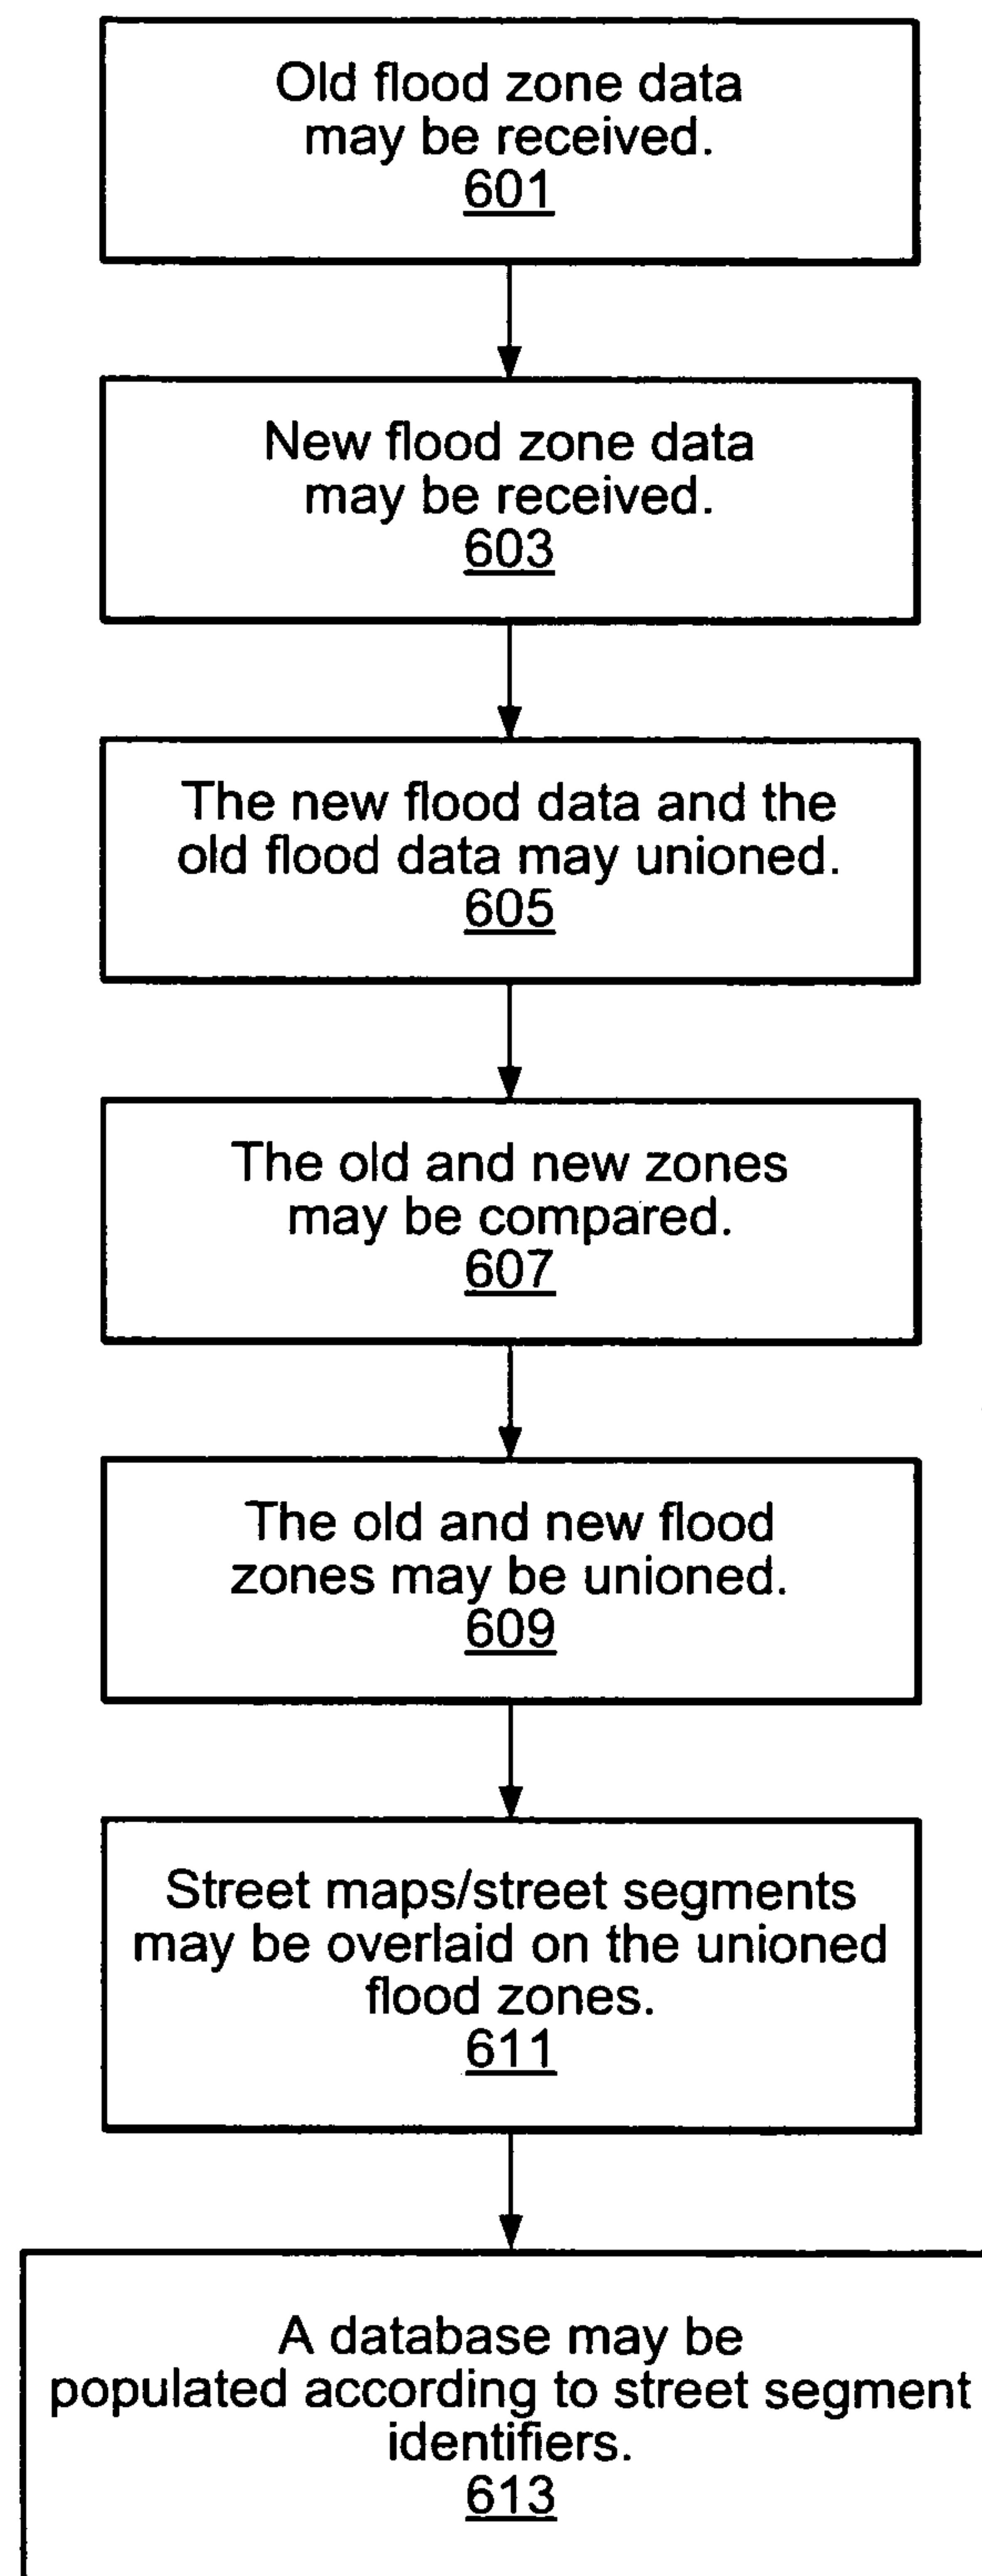 Old flood zone data
may be received.
601
New flood zone data
may be received.
603
The new flood data and the
old flood data may unioned.
605
The old and new zones
may be compared.
607
The old and new flood
zones may be unioned.
609
Street maps/street segments
may be overlaid on the unioned
flood zones.
611
A database may be
populated according to street segment
identifiers.
613